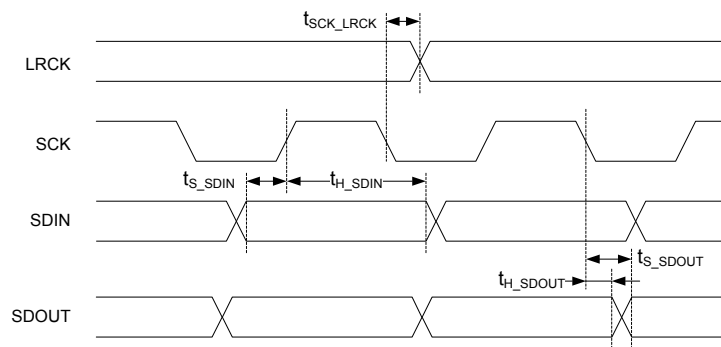 tSCK_LRCK
LRCK
SCK
tS_SDIN
tH_SDIN
SDIN
tS_SDOUT
tH_SDOUT
SDOUT